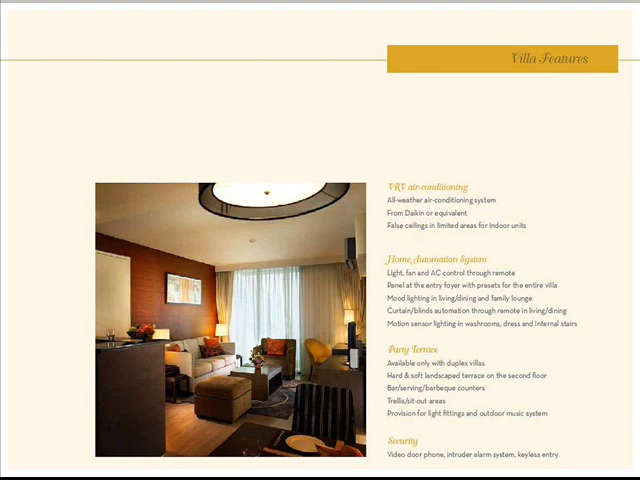 Villa Features
VRV air-conditioning
All-weather air-conditioning system
From Daikin or equivalent
False ceilings in limited areas for indoor units
Home Automation System
Light, fan and AC control through remote
Panel at the entry foyer with presets for the entire villa
Mood lighting in living/dining and family lounge
Curtain/blinds automation through remote in living/dining
Motion sensor lighting in washrooms, dress and internal stairs
Party Terrace
Available only with duplex villas
Hard & soft landscaped terrace on the second floor
Bar/serving/barbeque counters
Trellis/sit-out areas
Provision for light fittings and outdoor music system
Security
Video door phone, intruder alarm system, keyless entry